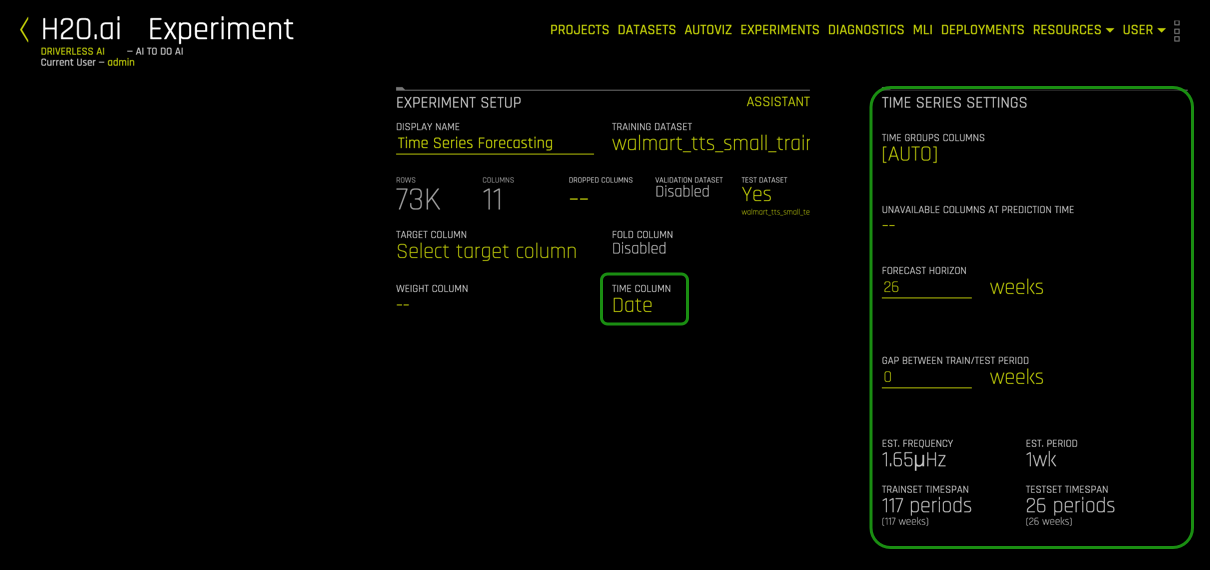 H2O.ai Experiment
DRIVERLESS AI – AI TO DO AI
Current User – admin
PROJECTS DATASETS AUTOVIZ EXPERIMENTS DIAGNOSTICS MLI DEPLOYMENTS RESOURCES USER
EXPERIMENT SETUP ASSISTANT
DISPLAY NAME TRAINING DATASET
Time Series Forecasting walmart_tts_small_train
ROWS COLUMNS DROPPED COLUMNS VALIDATION DATASET TEST DATASET
73K 11 -- Disabled Yes
walmart_tts_small_te
TARGET COLUMN FOLD COLUMN
Select target column Disabled
WEIGHT COLUMN TIME COLUMN
-- Date
TIME SERIES SETTINGS
TIME GROUPS COLUMNS
[AUTO]
UNAVAILABLE COLUMNS AT PREDICTION TIME
--
FORECAST HORIZON
26 weeks
GAP BETWEEN TRAIN/TEST PERIOD
0 weeks
EST. FREQUENCY EST. PERIOD
1.65μHz 1wk
TRAINSET TIMESPAN TESTSET TIMESPAN
117 periods 26 periods
(117 weeks) (26 weeks)